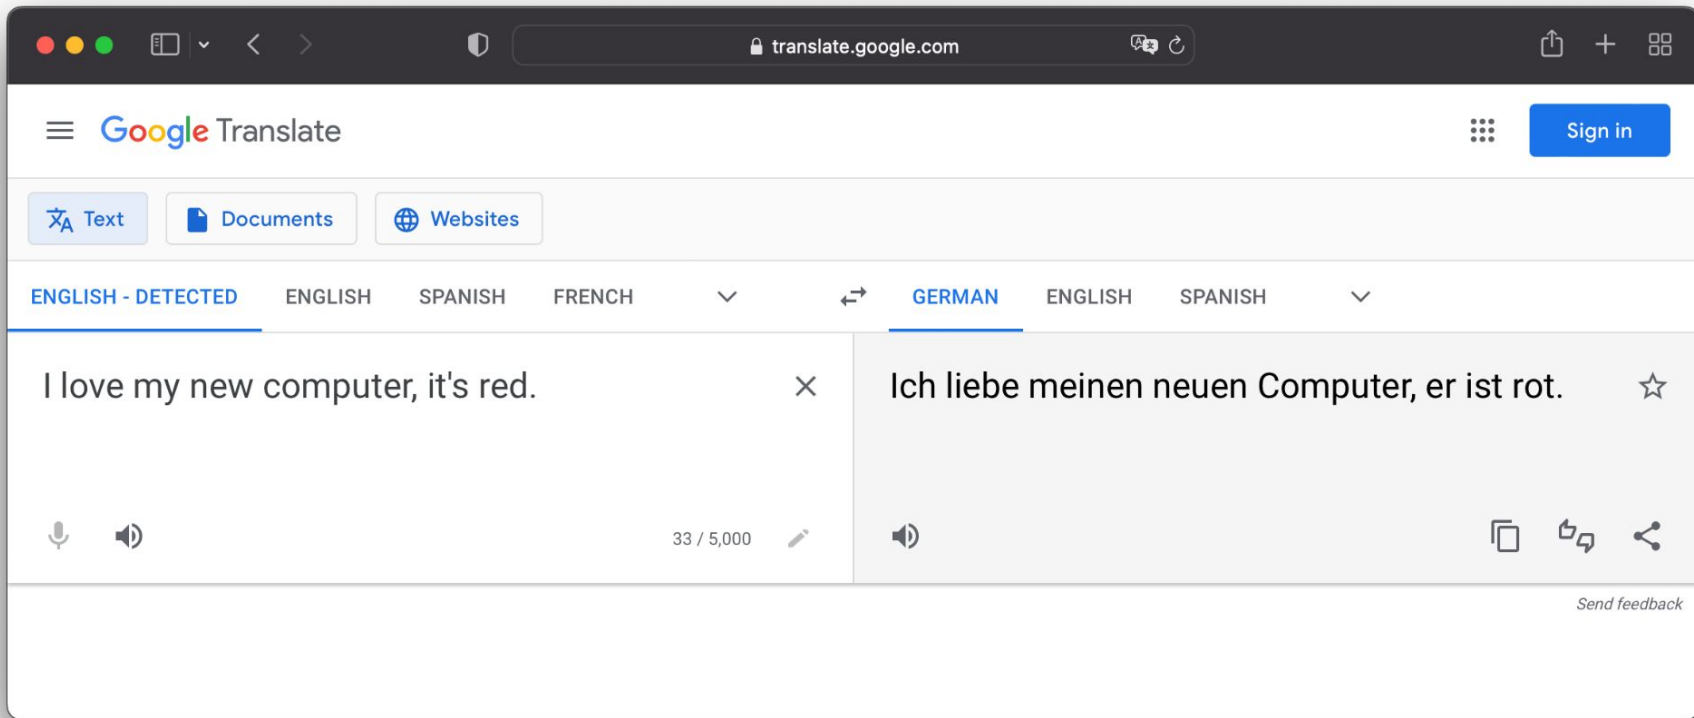 translate.google.com
Google Translate
Sign in
Text Documents Websites
ENGLISH - DETECTED ENGLISH SPANISH FRENCH GERMAN ENGLISH SPANISH
I love my new computer, it's red.
Ich liebe meinen neuen Computer, er ist rot.
33 / 5,000
Send feedback